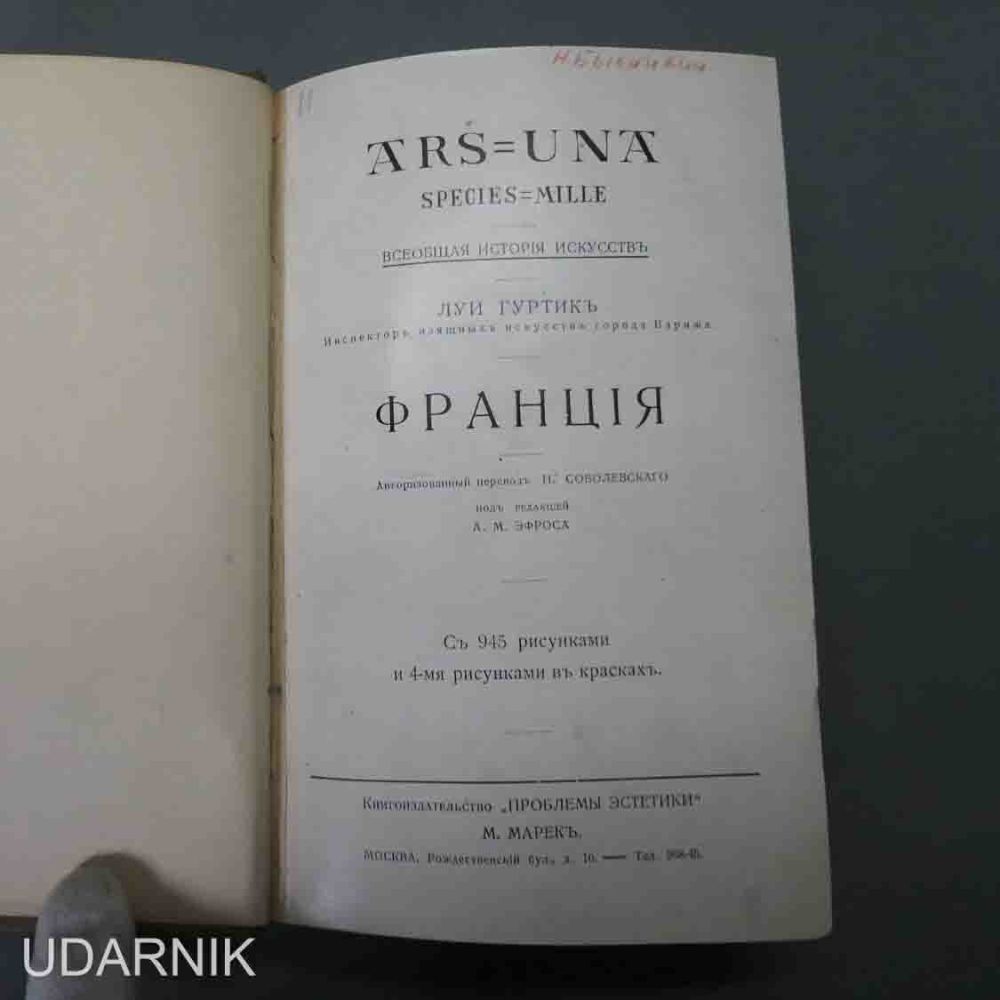 11
ARS=UNA
SPECIES=MILLE
ВСЕОБЩАЯ ИСТОРІЯ ИСКУССТВЪ
ЛУИ ГУРТИКЪ
Инспекторъ изящныхъ искусствъ города Парижа
ФРАНЦІЯ
Авторизованный переводъ Н. СОБОЛЕВСКАГО
ПОДЪ РЕДАКЦІЕЙ
А. М. ЭФРОСА
Съ 945 рисунками
и 4-мя рисунками въ краскахъ.
Книгоиздательство „ПРОБЛЕМЫ ЭСТЕТИКИ"
М. МАРЕКЪ.
МОСКВА, Рождественскій бул., д. 10. — Тел.
UDARNIK